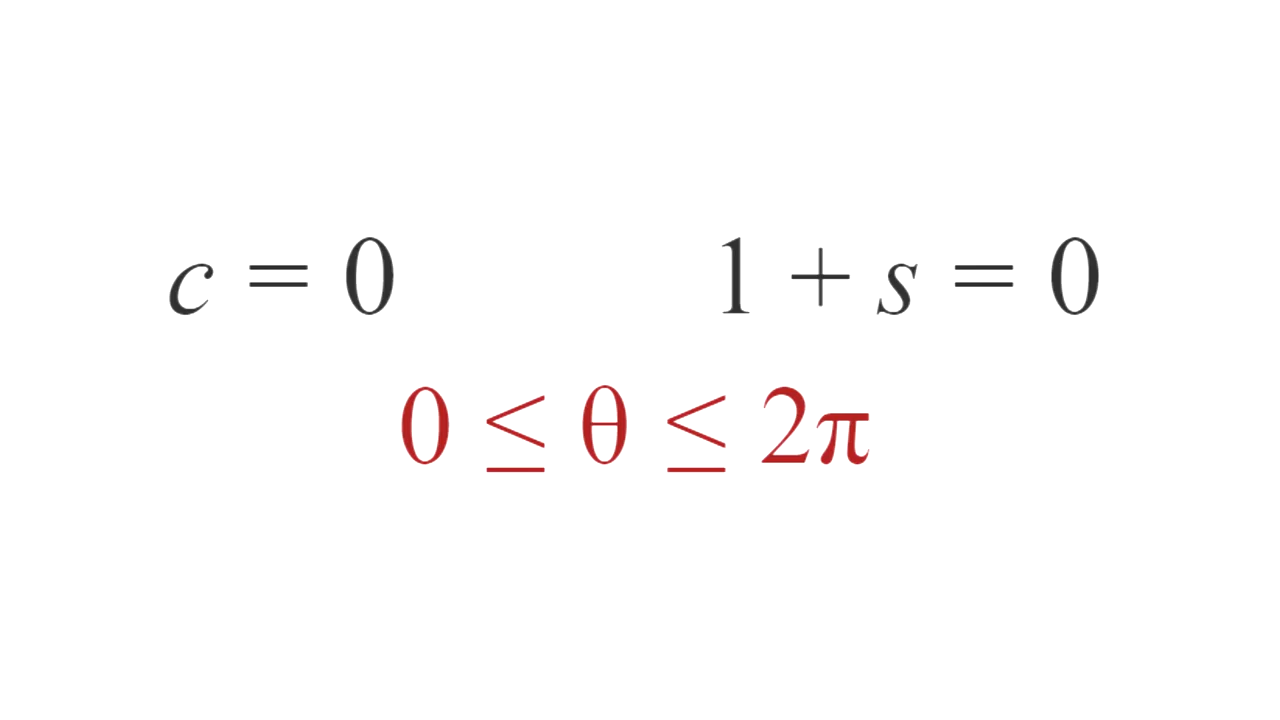 c = 0 1 + s = 0
0 ≤ θ ≤ 2π